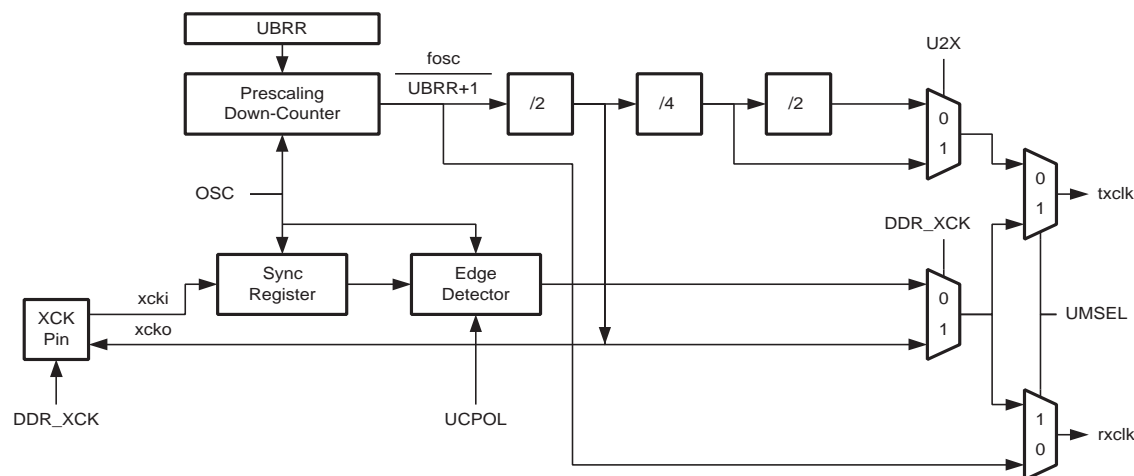 UBRR
U2X
fosc
UBRR+1
Prescaling
Down-Counter
/2
/4
/2
0
1
OSC
0
1
txclk
DDR_XCK
Sync
Register
Edge
Detector
xcki
0
1
XCK
Pin
xcko
UMSEL
DDR_XCK
UCPOL
1
0
rxclk